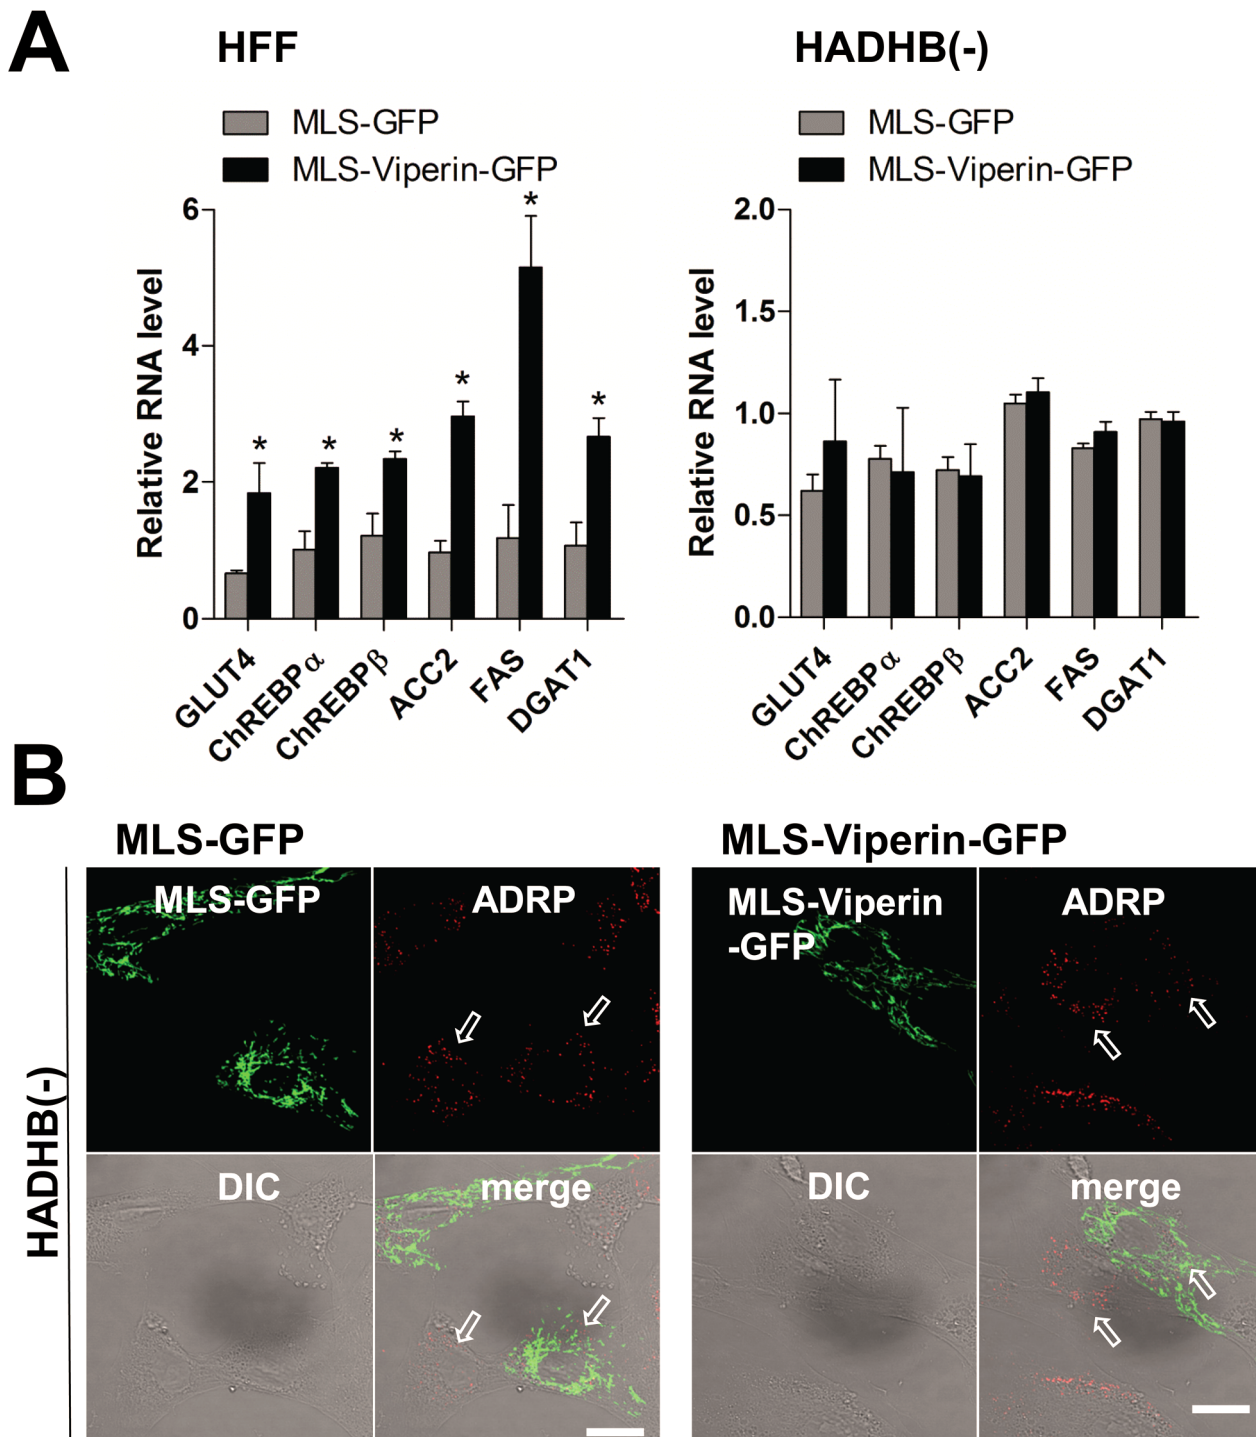 A
HFF
MLS-GFP
MLS-Viperin-GFP
Relative RNA level
6
4
2
0
*
*
*
*
*
*
GLUT4
ChREBPα
ChREBPβ
ACC2
FAS
DGAT1
HADHB(-)
MLS-GFP
MLS-Viperin-GFP
Relative RNA level
2.0
1.5
1.0
0.5
0.0
GLUT4
ChREBPα
ChREBPβ
ACC2
FAS
DGAT1
B
HADHB(-)
MLS-GFP
MLS-GFP
ADRP
DIC
merge
MLS-Viperin-GFP
MLS-Viperin
-GFP
ADRP
DIC
merge